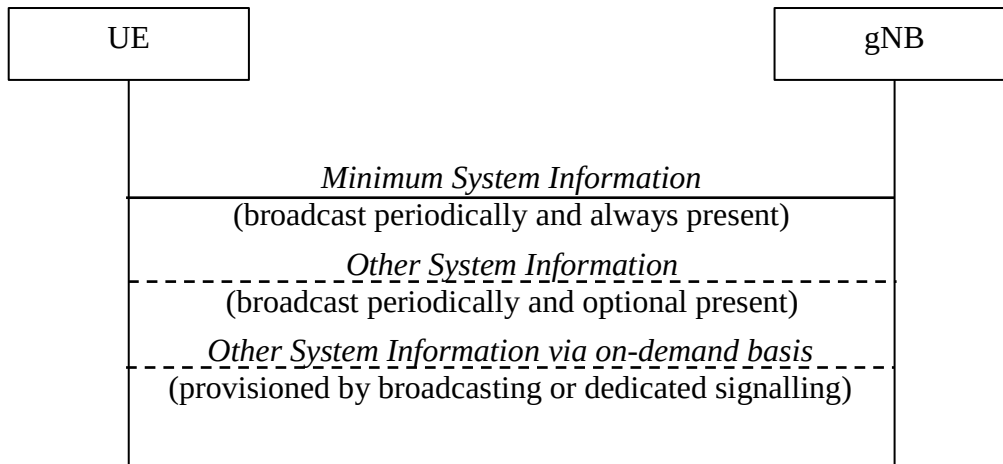 UE
gNB
Minimum System Information
(broadcast periodically and always present)
Other System Information
(broadcast periodically and optional present)
Other System Information via on-demand basis
(provisioned by broadcasting or dedicated signalling)